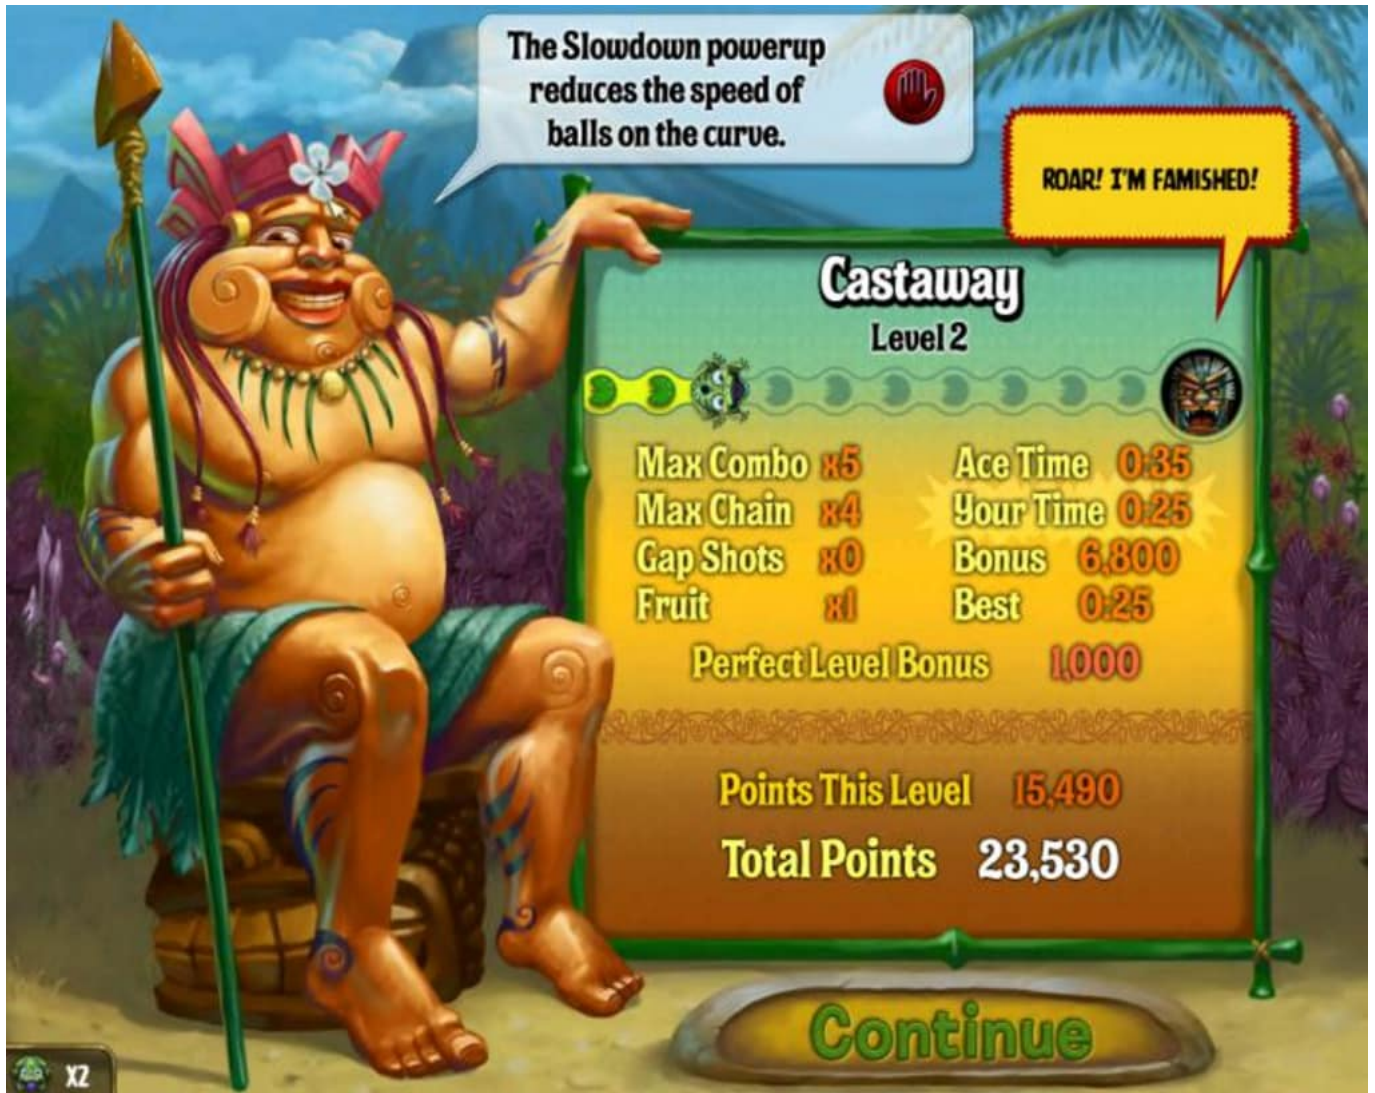 The Slowdown powerup
reduces the speed of
balls on the curve.
ROAR! I'M FAMISHED!
Castaway
Level 2
Max Combo x5
Max Chain x4
Gap Shots x0
Fruit x1
Ace Time 0:35
Your Time 0:25
Bonus 6,800
Best 0:25
Perfect Level Bonus 1,000
Points This Level 15,490
Total Points 23,530
Continue
X2